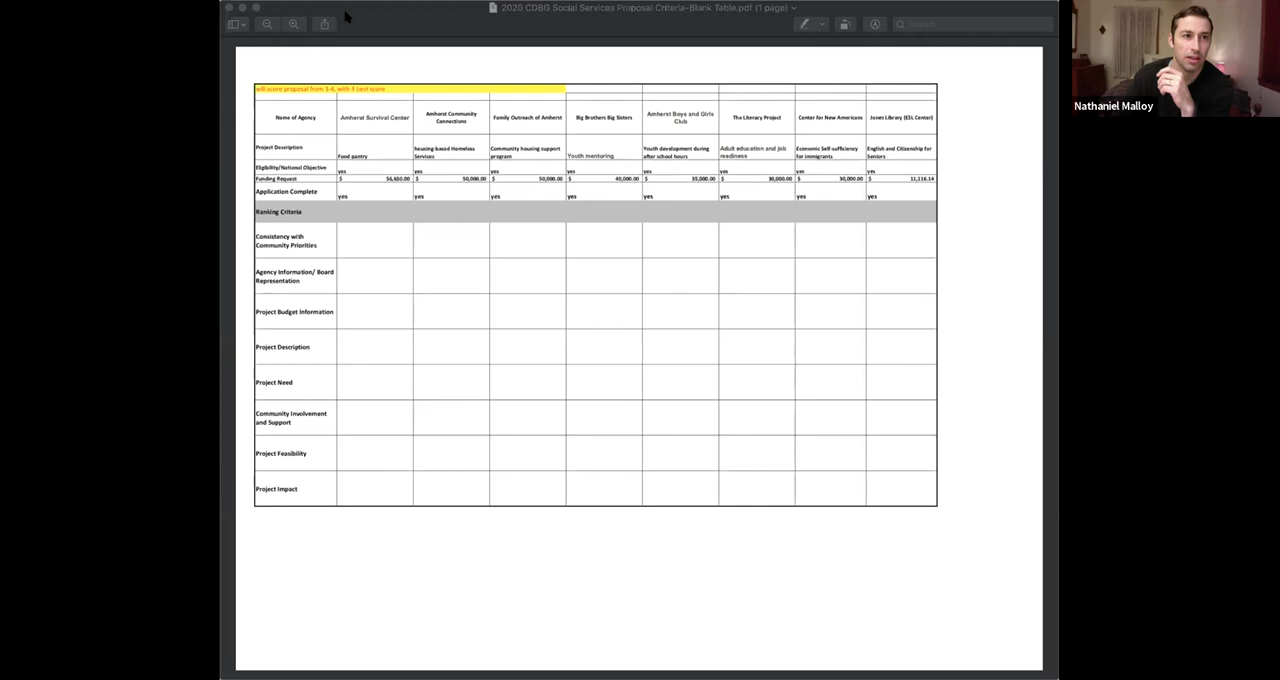 2020 CDBG Social Services Proposal Criteria-Blank Table.pdf (1 page)
Search
Nathaniel Malloy
will score proposal from 1-4, with 4 best score
Name of Agency
Amherst Survival Center
Amherst Community
Connections
Family Outreach of Amherst
Big Brothers Big Sisters
Amherst Boys and Girls
Club
The Literacy Project
Center for New Americans
Jones Library (ESL Center)
Project Description
Food pantry
housing-based Homeless
Services
Community housing support
program
Youth mentoring
Youth development during
after school hours
Adult education and job
readiness
Economic Self-sufficiency
for immigrants
English and Citizenship for
Seniors
Eligibility/National Objective
yes yes yes yes yes yes yes yes
Funding Request
$ 56,650.00 $ 50,000.00 $ 50,000.00 $ 40,000.00 $ 35,000.00 $ 30,000.00 $ 30,000.00 $ 11,116.14
Application Complete
yes yes yes yes yes yes yes yes
Ranking Criteria
Consistency with
Community Priorities
Agency Information/ Board
Representation
Project Budget Information
Project Description
Project Need
Community Involvement
and Support
Project Feasibility
Project Impact